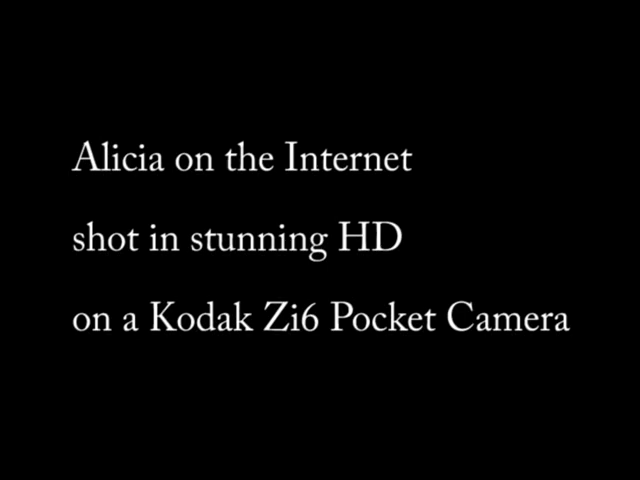 Alicia on the Internet
shot in stunning HD
on a Kodak Zi6 Pocket Camera